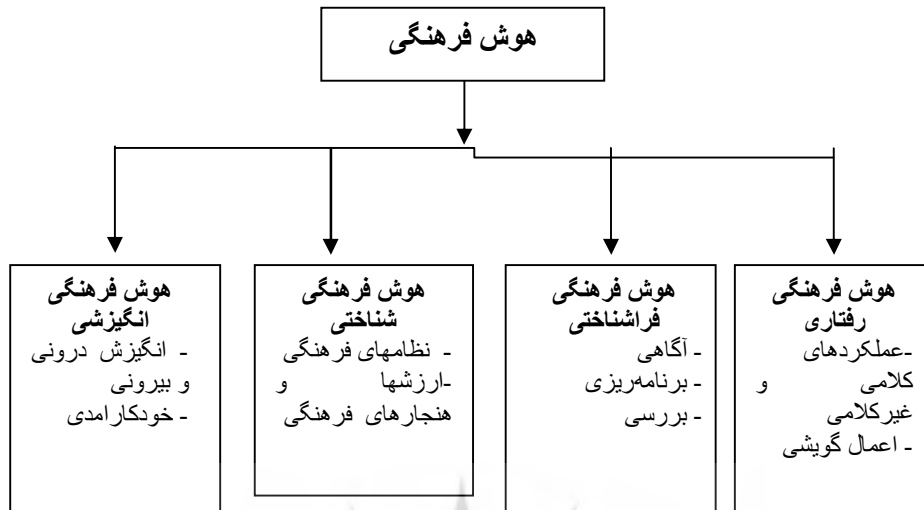 هوش فرهنگی
هوش فرهنگی
رفتاری
-عملکردهای
کلامی و
غیرکلامی
- اعمال گویشی
هوش فرهنگی
فراشناختی
- آگاهی
- برنامه‌ریزی
- بررسی
هوش فرهنگی
شناختی
- نظامهای فرهنگی
-ارزشها و
هنجارهای فرهنگی
هوش فرهنگی
انگیزشی
- انگیزش درونی
و بیرونی
- خودکارامدی